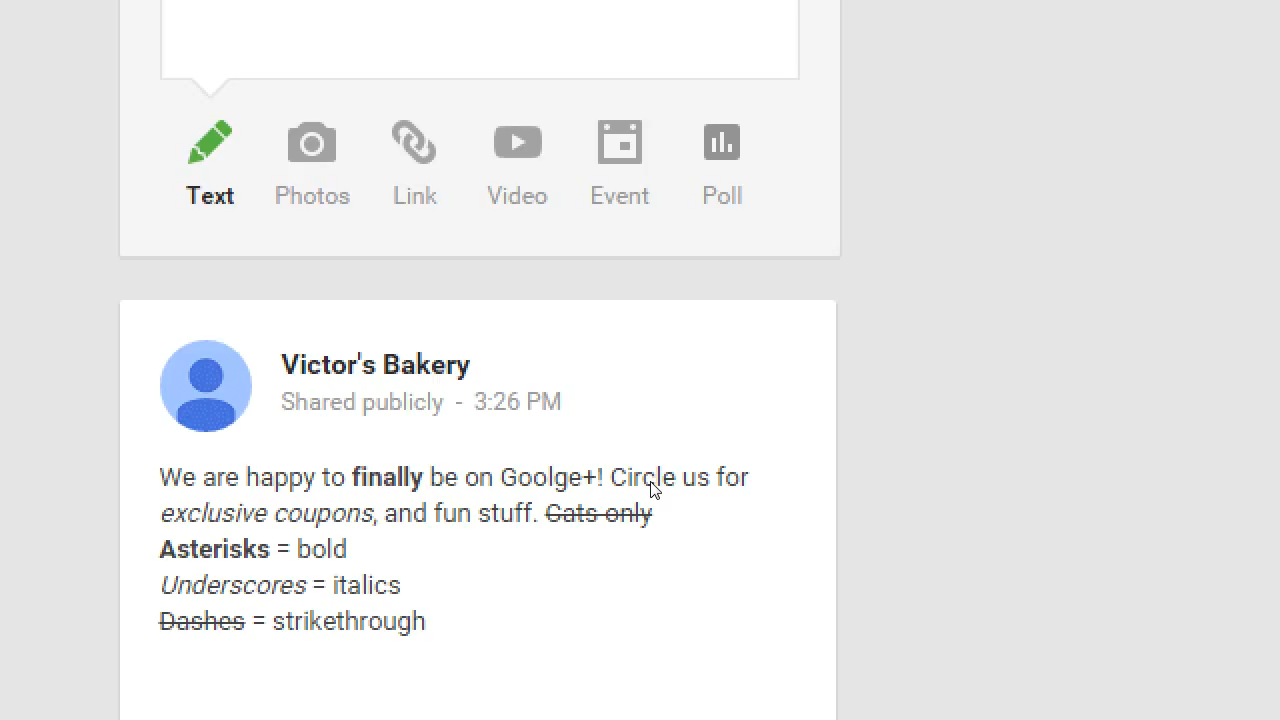 Text Photos Link Video Event Poll
Victor's Bakery
Shared publicly - 3:26 PM
We are happy to finally be on Goolge+! Circle us for
exclusive coupons, and fun stuff. Cats only
Asterisks = bold
Underscores = italics
Dashes = strikethrough